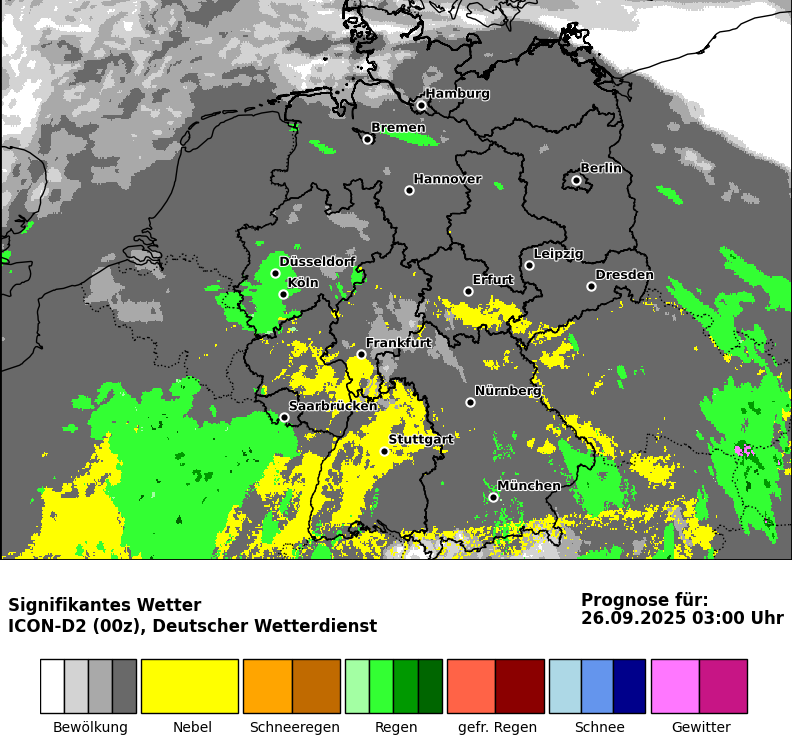 Hamburg
Bremen
Berlin
Hannover
Leipzig
Düsseldorf
Dresden
Köln
Erfurt
Frankfurt
Nürnberg
Saarbrücken
Stuttgart
München
Signifikantes Wetter
ICON-D2 (00z), Deutscher Wetterdienst
Prognose für:
26.09.2025 03:00 Uhr
Bewölkung Nebel Schneeregen Regen gefr. Regen Schnee Gewitter